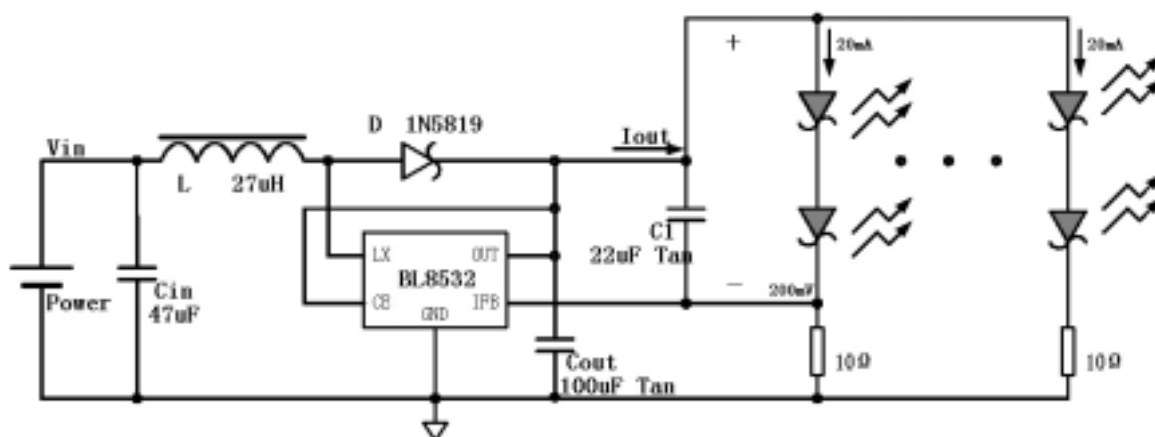 20mA
20mA
+
D 1N5819
Iout
Vin
L 27uH
C1
22uF Tan
LX
OUT
BL8532
CE
IFB
GND
−
200mV
Power
Cin
47uF
Cout
100uF Tan
10Ω
10Ω